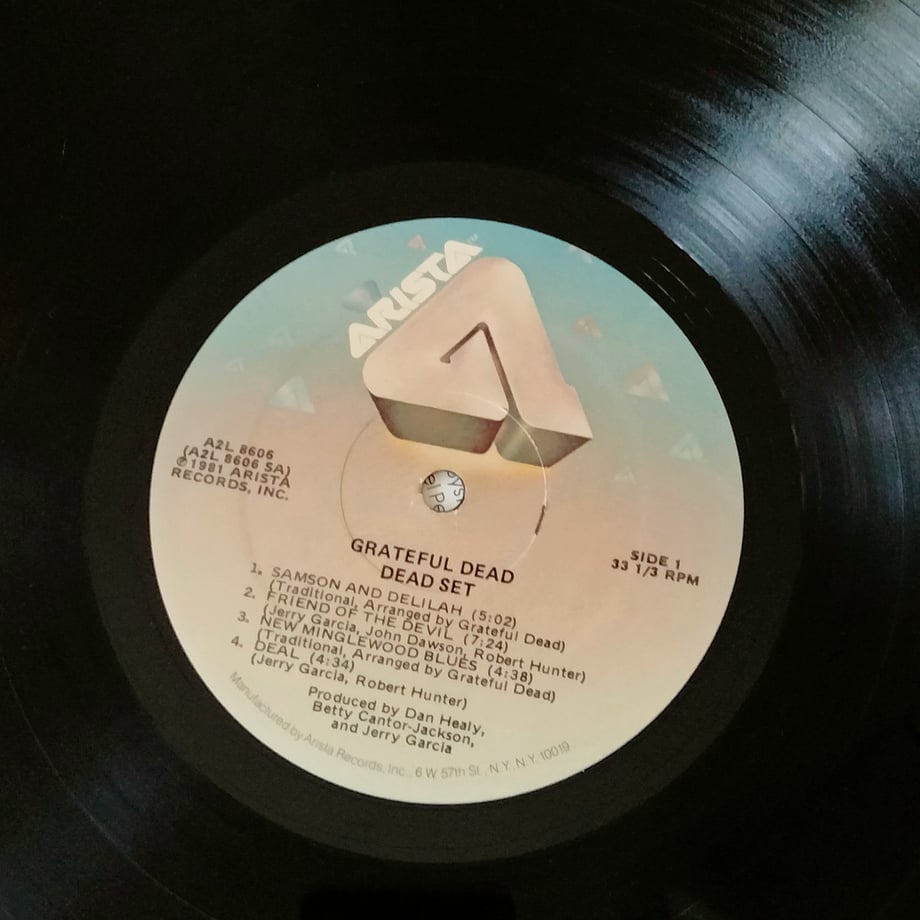 ARISTA
A2L 8606
(A2L 8606 SA)
℗1981 ARISTA
RECORDS, INC.
SIDE 1
33 1/3 RPM
GRATEFUL DEAD
DEAD SET
1. SAMSON AND DELILAH (5:02)
(Traditional, Arranged by Grateful Dead)
2. FRIEND OF THE DEVIL (7:24)
(Jerry Garcia, John Dawson, Robert Hunter)
3. NEW MINGLEWOOD BLUES (4:38)
(Traditional, Arranged by Grateful Dead)
4. DEAL (4:34)
(Jerry Garcia, Robert Hunter)
Produced by Dan Healy,
Betty Cantor-Jackson,
and Jerry Garcia
Manufactured by Arista Records, Inc., 6 W. 57th St., N.Y., N.Y. 10019